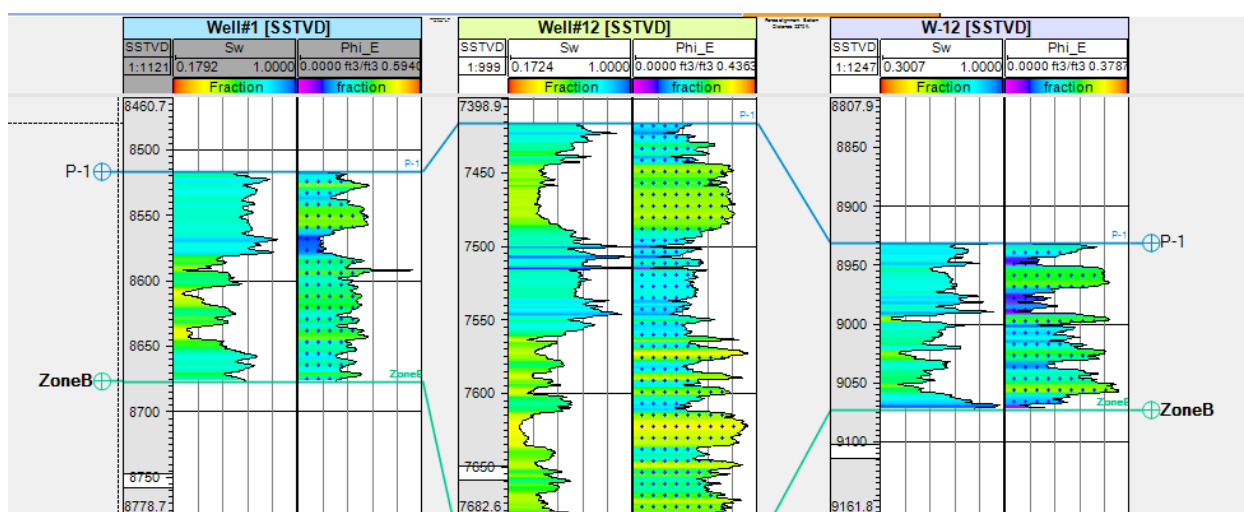 Well#1 [SSTVD]
SSTVD Sw Phi_E
1:1121 0.1792 1.0000 0.0000 ft3/ft3 0.5940
Fraction fraction
8460.7
8500
8550
8600
8650
8700
8750
8778.7
P-1
P-1
ZoneB
ZoneB
Well#12 [SSTVD]
SSTVD Sw Phi_E
1:999 0.1724 1.0000 0.0000 ft3/ft3 0.4363
Fraction fraction
7398.9
7450
7500
7550
7600
7650
7682.6
P-1
W-12 [SSTVD]
SSTVD Sw Phi_E
1:1247 0.3007 1.0000 0.0000 ft3/ft3 0.3787
Fraction fraction
8807.9
8850
8900
8950
9000
9050
9100
9161.8
P-1
P-1
ZoneB
ZoneB